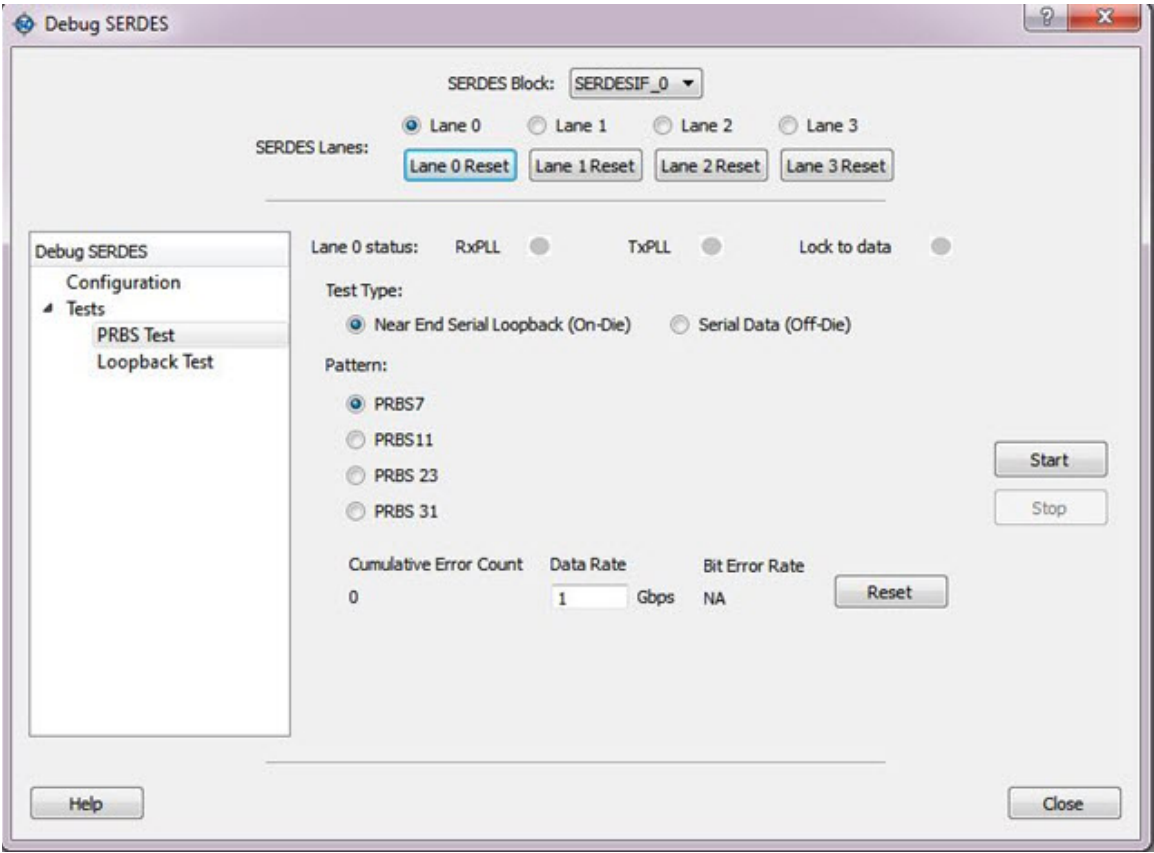 Debug SERDES
SERDES Block: SERDESIF_0
SERDES Lanes:
Lane 0 Lane 1 Lane 2 Lane 3
Lane 0 Reset Lane 1 Reset Lane 2 Reset Lane 3 Reset
Debug SERDES
Configuration
Tests
PRBS Test
Loopback Test
Lane 0 status: RxPLL TxPLL Lock to data
Test Type:
Near End Serial Loopback (On-Die) Serial Data (Off-Die)
Pattern:
PRBS7
PRBS11
PRBS 23
PRBS 31
Start
Stop
Cumulative Error Count Data Rate Bit Error Rate
0 1 Gbps NA Reset
Help Close